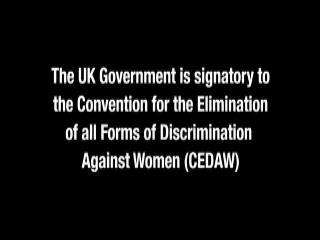 The UK Government is signatory to
the Convention for the Elimination
of all Forms of Discrimination
Against Women (CEDAW)